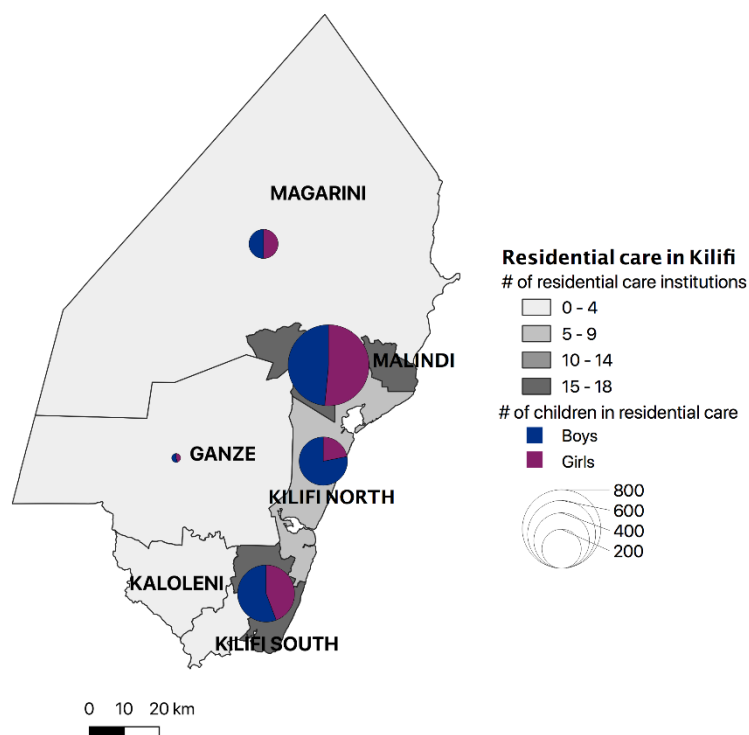 MAGARINI
MALINDI
GANZE
KILIFI NORTH
KALOLENI
KILIFI SOUTH
Residential care in Kilifi
# of residential care institutions
0 - 4
5 - 9
10 - 14
15 - 18
# of children in residential care
Boys
Girls
800
600
400
200
0 10 20 km